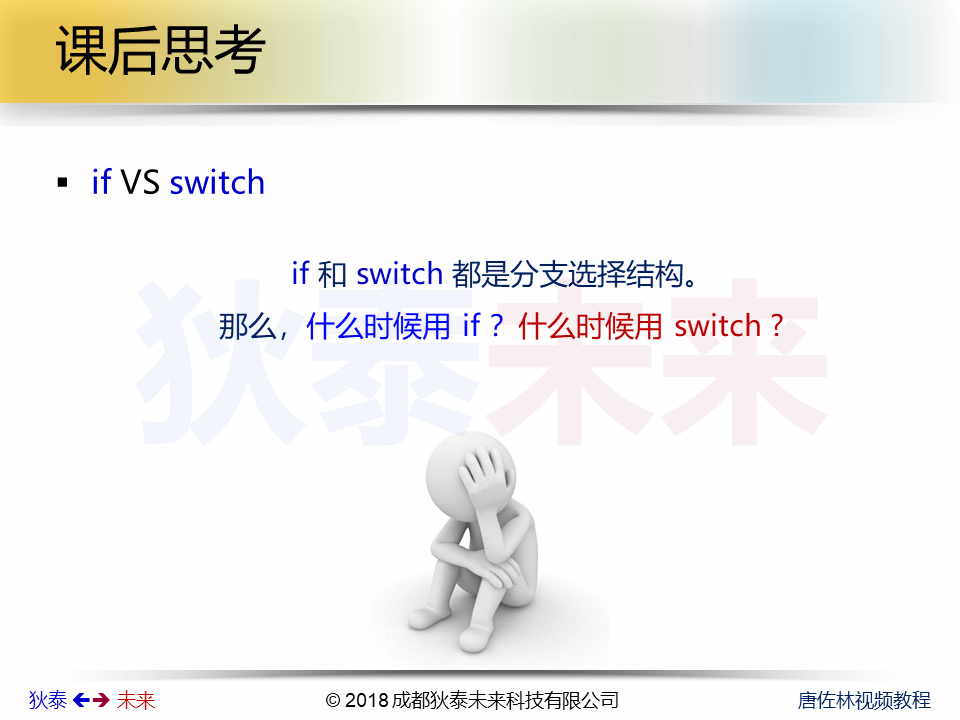 课后思考
▪ if VS switch
if 和 switch 都是分支选择结构。
那么，什么时候用 if？什么时候用 switch？
狄泰未来
狄泰 🡸🡺 未来
© 2018 成都狄泰未来科技有限公司
唐佐林视频教程